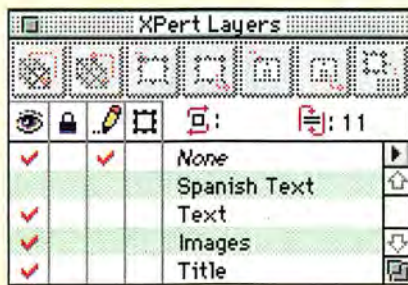 XPert Layers
: : 11
None
Spanish Text
Text
Images
Title